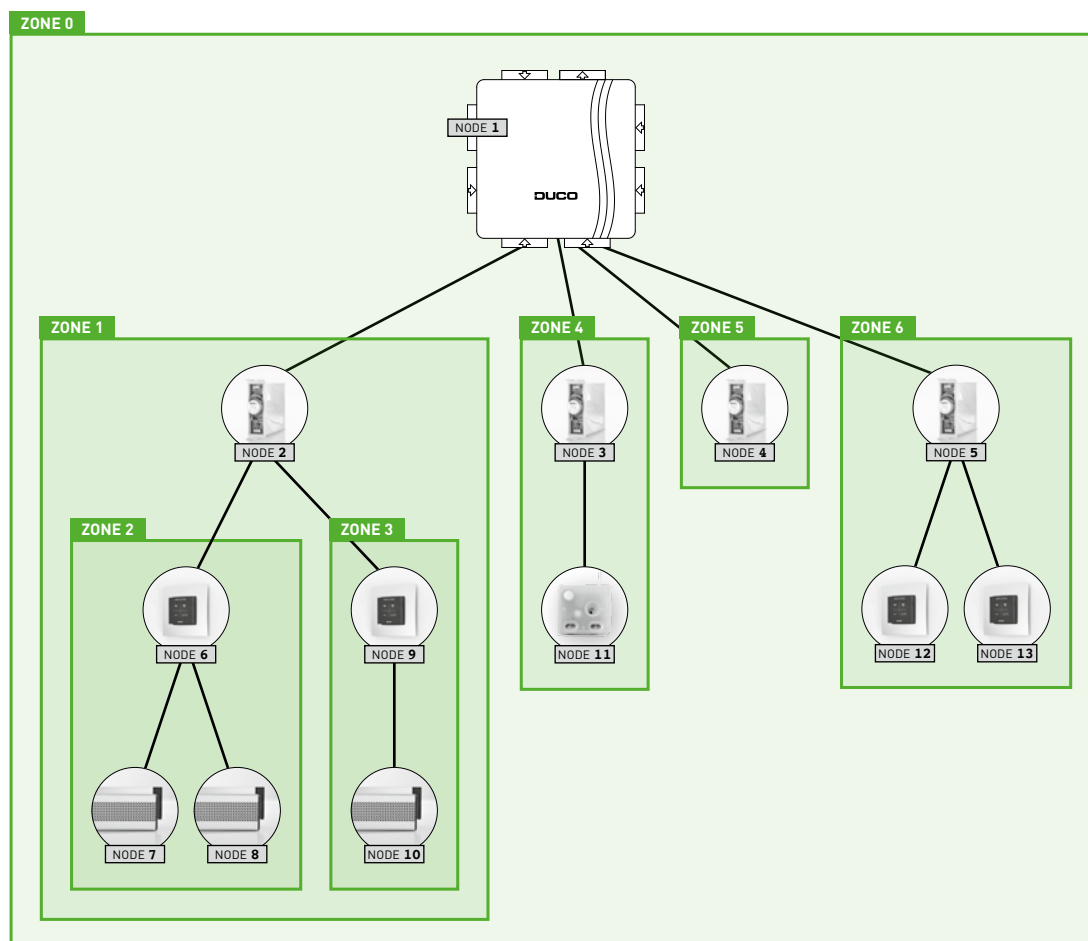 ZONE 0
NODE 1
DUCO
ZONE 1
ZONE 4
ZONE 5
ZONE 6
NODE 2
NODE 3
NODE 4
NODE 5
ZONE 2
ZONE 3
NODE 6
NODE 9
NODE 11
NODE 12
NODE 13
NODE 7
NODE 8
NODE 10